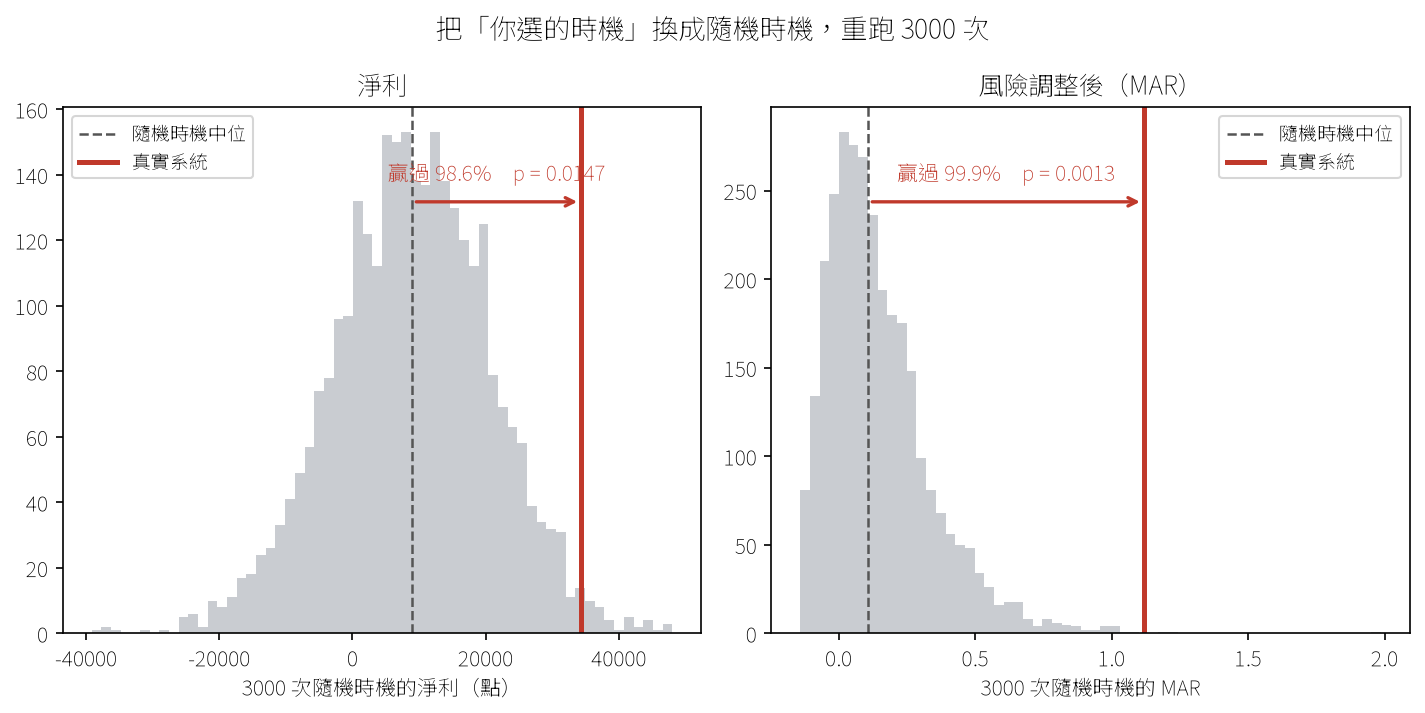 把「你選的時機」換成隨機時機，重跑 3000 次
淨利
160
140
120
100
80
60
40
20
0
隨機時機中位
真實系統
贏過 98.6%　p = 0.0147
-40000
-20000
0
20000
40000
3000 次隨機時機的淨利（點）
風險調整後（MAR）
250
200
150
100
50
0
隨機時機中位
真實系統
贏過 99.9%　p = 0.0013
0.0
0.5
1.0
1.5
2.0
3000 次隨機時機的 MAR